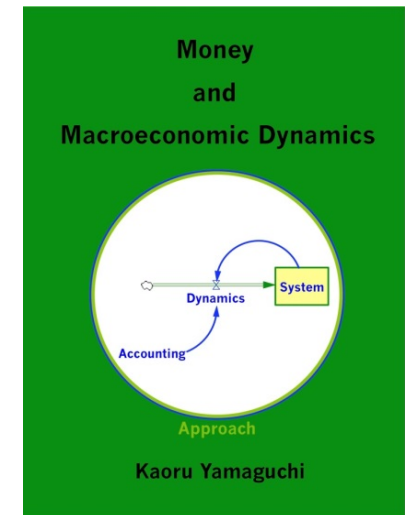 Money
and
Macroeconomic Dynamics
System
Dynamics
Accounting
Approach
Kaoru Yamaguchi